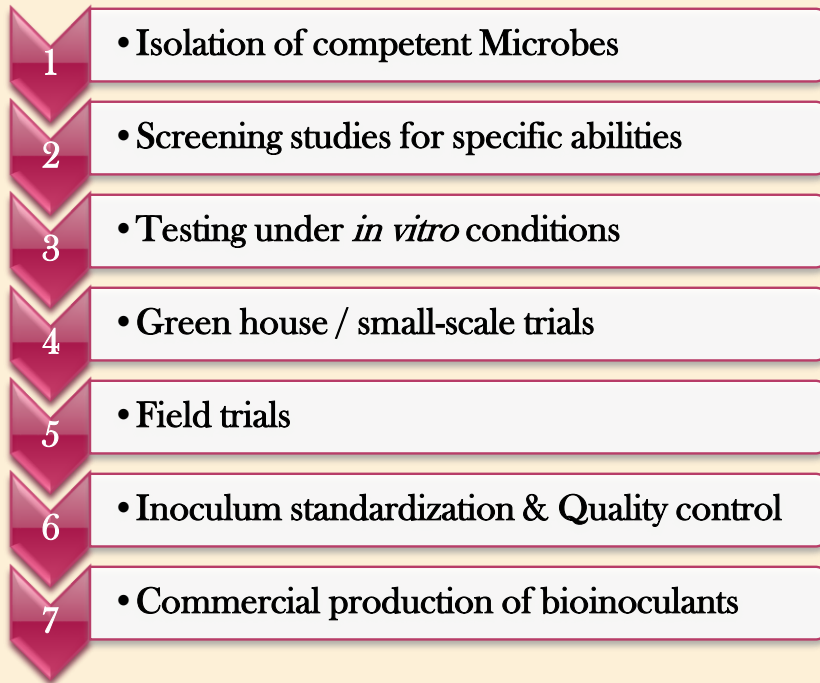 1 • Isolation of competent Microbes
2 • Screening studies for specific abilities
3 • Testing under in vitro conditions
4 • Green house / small-scale trials
5 • Field trials
6 • Inoculum standardization & Quality control
7 • Commercial production of bioinoculants